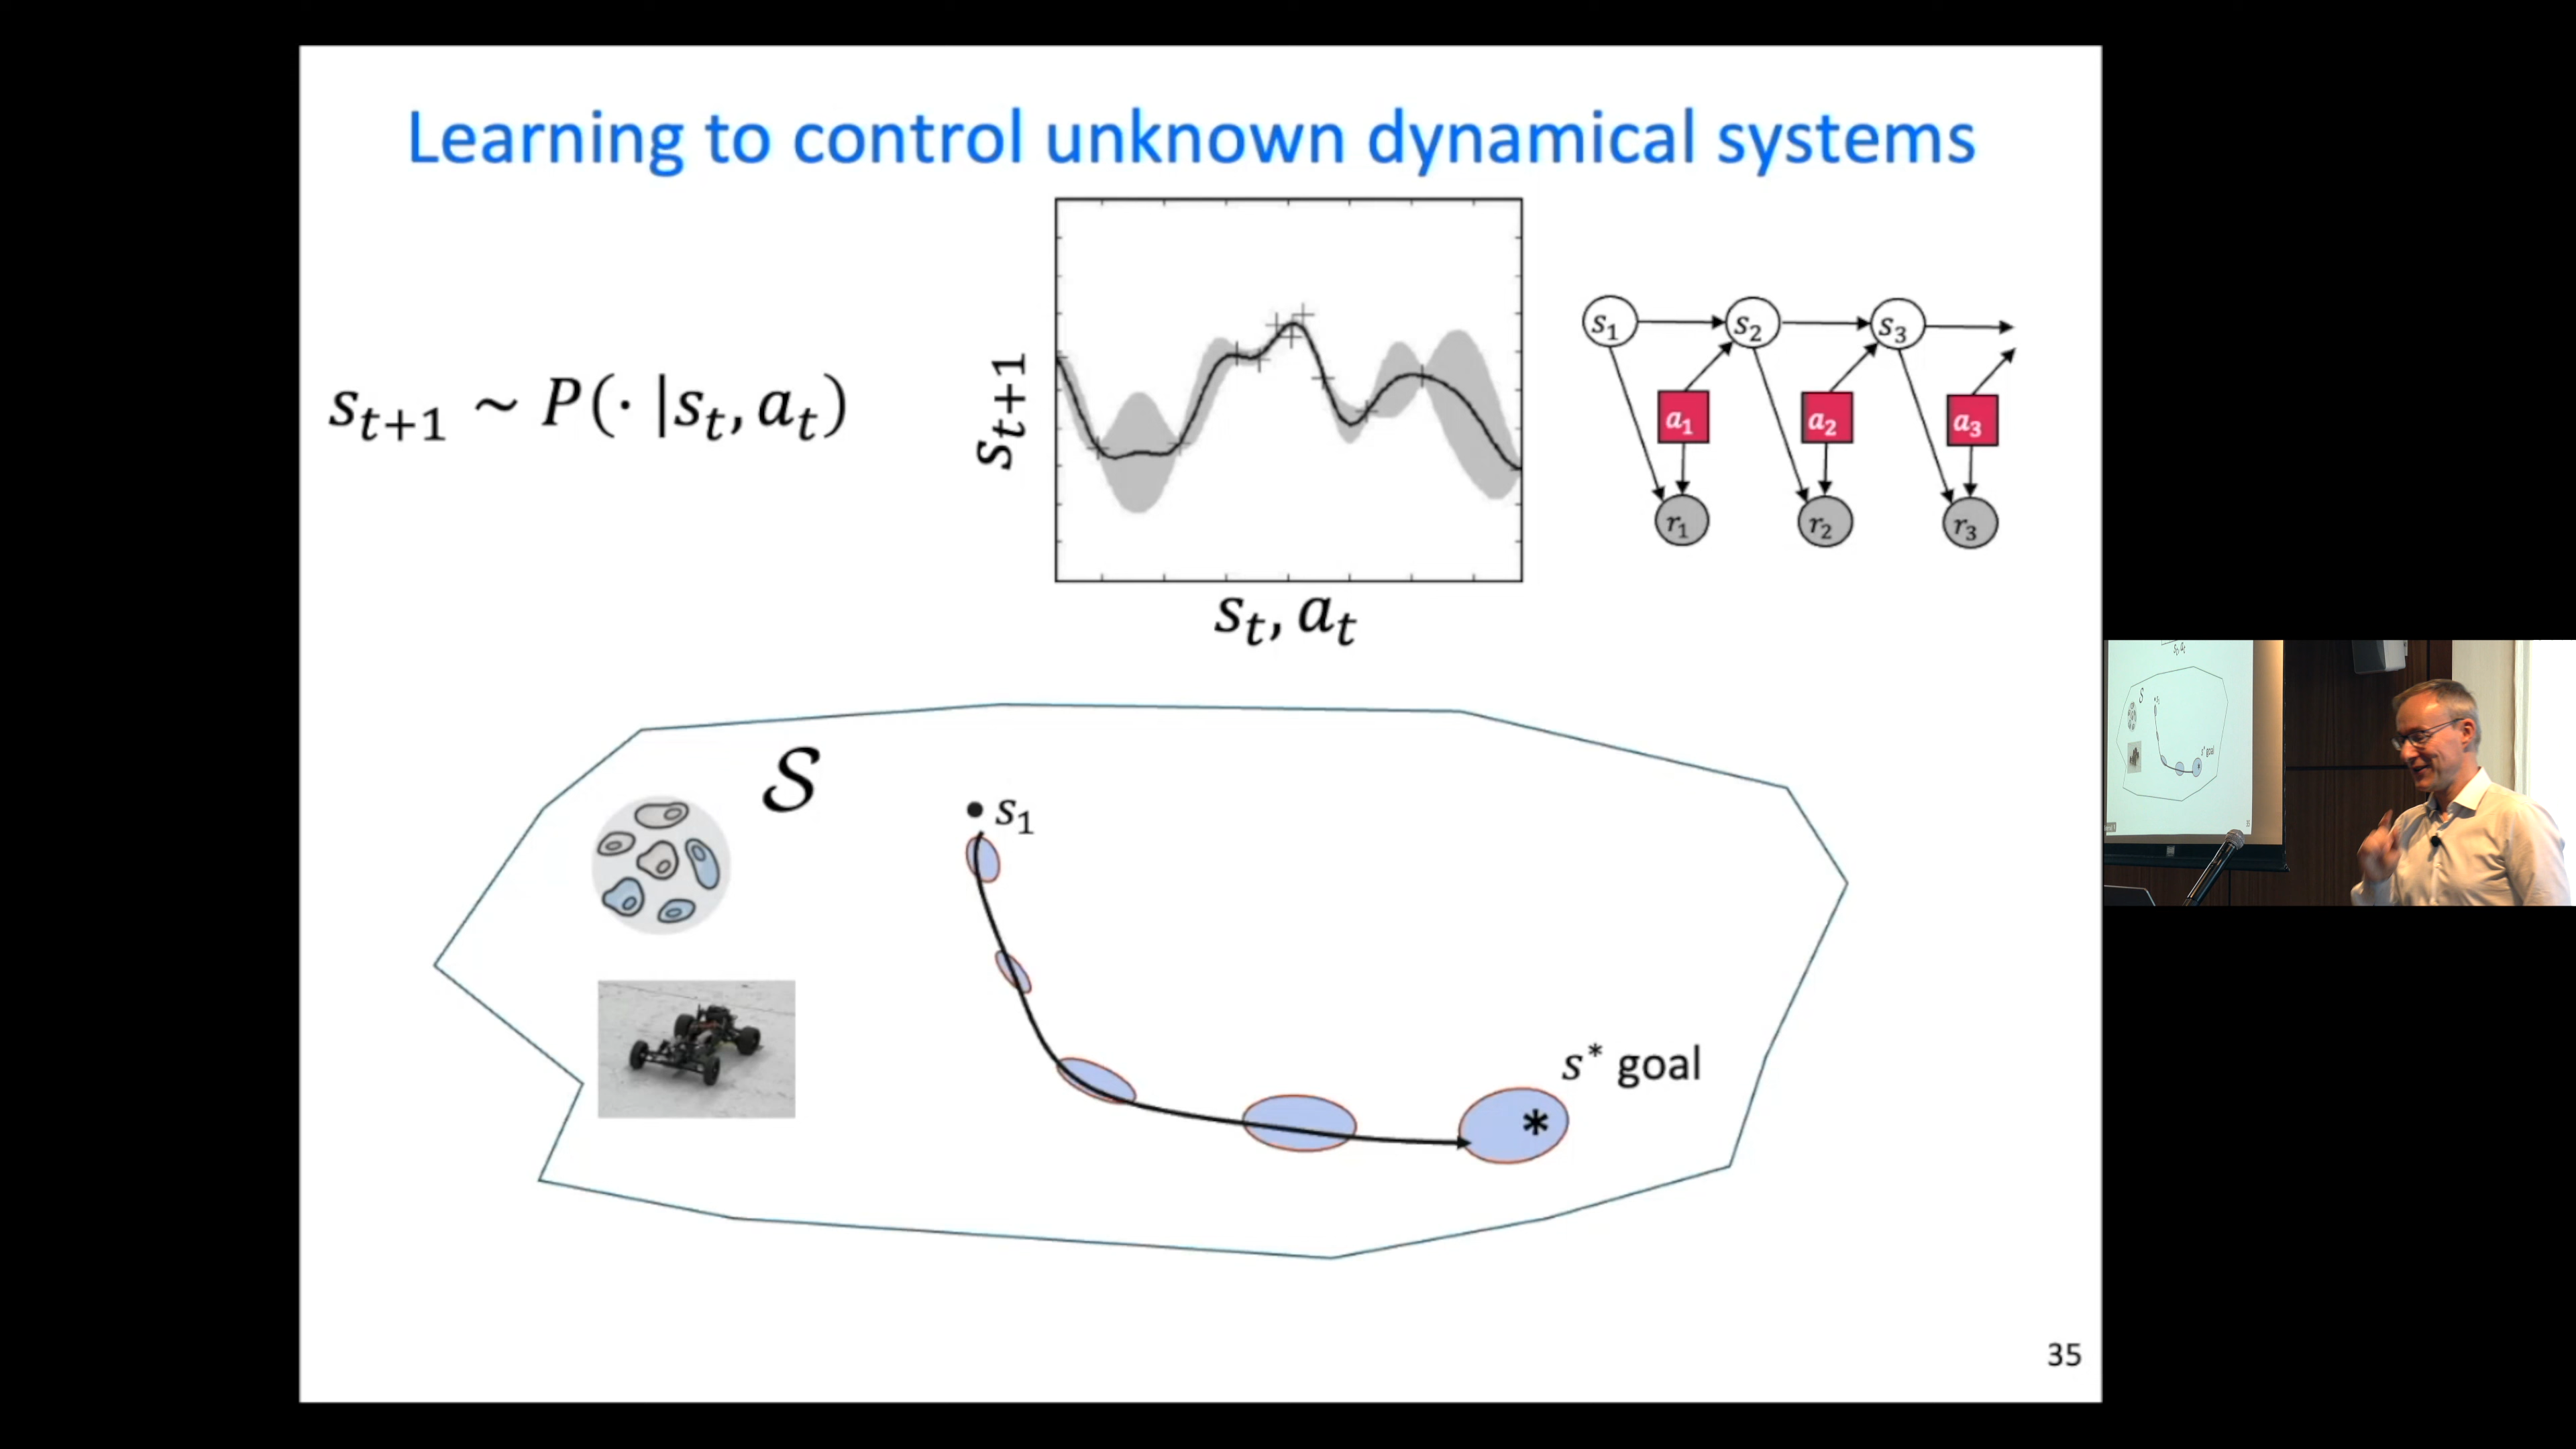 Learning to control unknown dynamical systems
s_{t+1} ~ P(· |s_t, a_t)
s_{t+1}
s_t, a_t
s_1 s_2 s_3
a_1 a_2 a_3
r_1 r_2 r_3
𝒮
s_1
s* goal
*
35
𝒮
s* goal